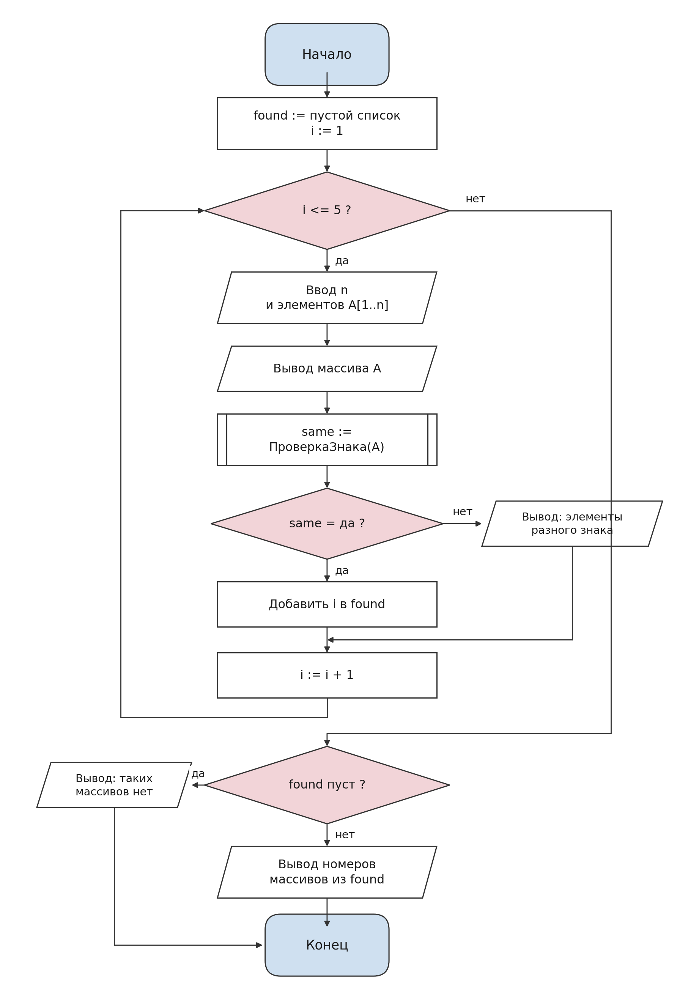 Начало
found := пустой список
i := 1
i <= 5 ?
нет
да
Ввод n
и элементов A[1..n]
Вывод массива A
same :=
ПроверкаЗнака(A)
same = да ?
нет
Вывод: элементы
разного знака
да
Добавить i в found
i := i + 1
found пуст ?
да
Вывод: таких
массивов нет
нет
Вывод номеров
массивов из found
Конец